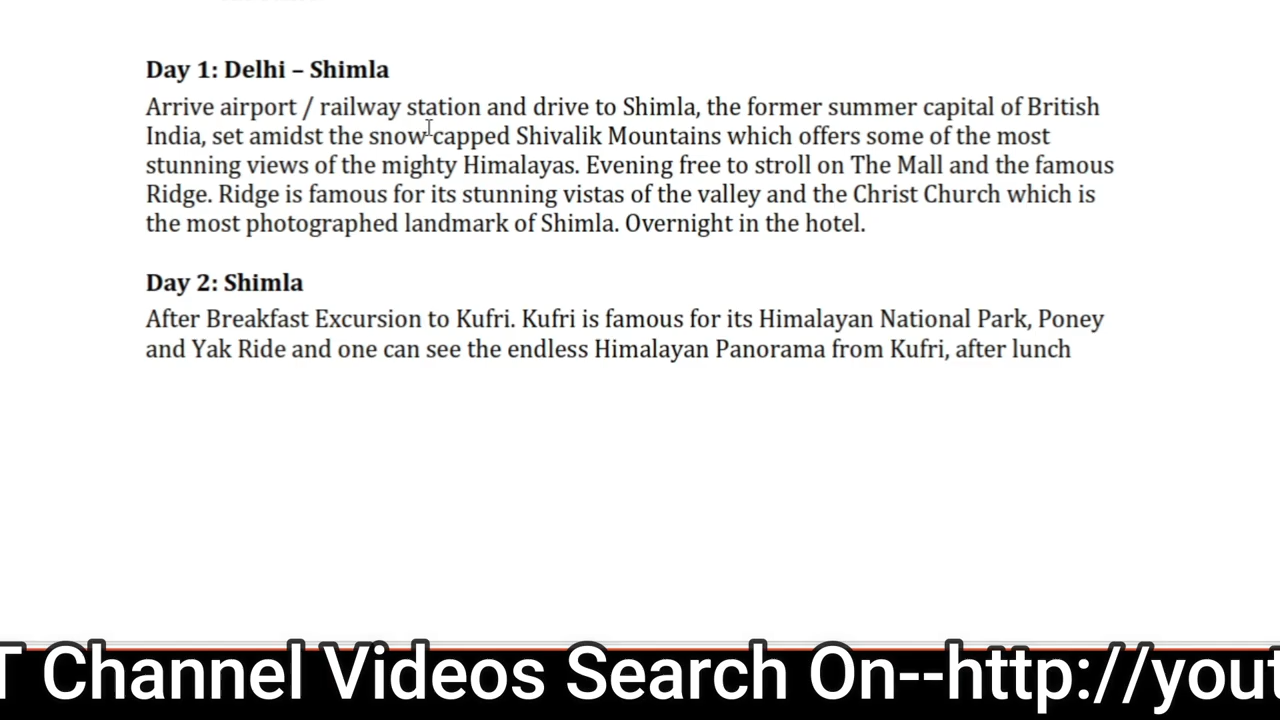 Day 1: Delhi – Shimla
Arrive airport / railway station and drive to Shimla, the former summer capital of British
India, set amidst the snow capped Shivalik Mountains which offers some of the most
stunning views of the mighty Himalayas. Evening free to stroll on The Mall and the famous
Ridge. Ridge is famous for its stunning vistas of the valley and the Christ Church which is
the most photographed landmark of Shimla. Overnight in the hotel.
Day 2: Shimla
After Breakfast Excursion to Kufri. Kufri is famous for its Himalayan National Park, Poney
and Yak Ride and one can see the endless Himalayan Panorama from Kufri, after lunch
T Channel Videos Search On--http://yout